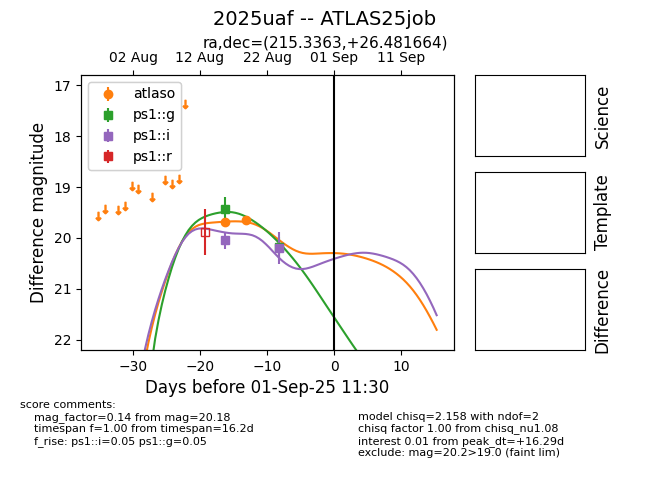 2025uaf -- ATLAS25job
ra,dec=(215.3363,+26.481664)
02 Aug 12 Aug 22 Aug 01 Sep 11 Sep
17
18
19
20
21
22
Difference magnitude
atlaso
ps1::g
ps1::i
ps1::r
−30 −20 −10 0 10
Days before 01-Sep-25 11:30
Science
Template
Difference
score comments:
mag_factor=0.14 from mag=20.18
timespan f=1.00 from timespan=16.2d
f_rise: ps1::i=0.05 ps1::g=0.05
model chisq=2.158 with ndof=2
chisq factor 1.00 from chisq_nu1.08
interest 0.01 from peak_dt=+16.29d
exclude: mag=20.2>19.0 (faint lim)